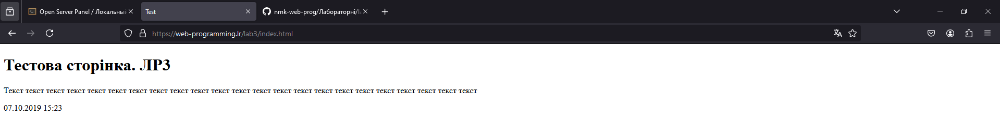 Open Server Panel / Локальный
Test
nmk-web-prog/Лабораторні/la
https://web-programming.lr/lab3/index.html
Тестова сторінка. ЛР3
Текст текст текст текст текст текст текст текст текст текст текст текст текст текст текст текст текст текст текст текст текст текст текст
07.10.2019 15:23